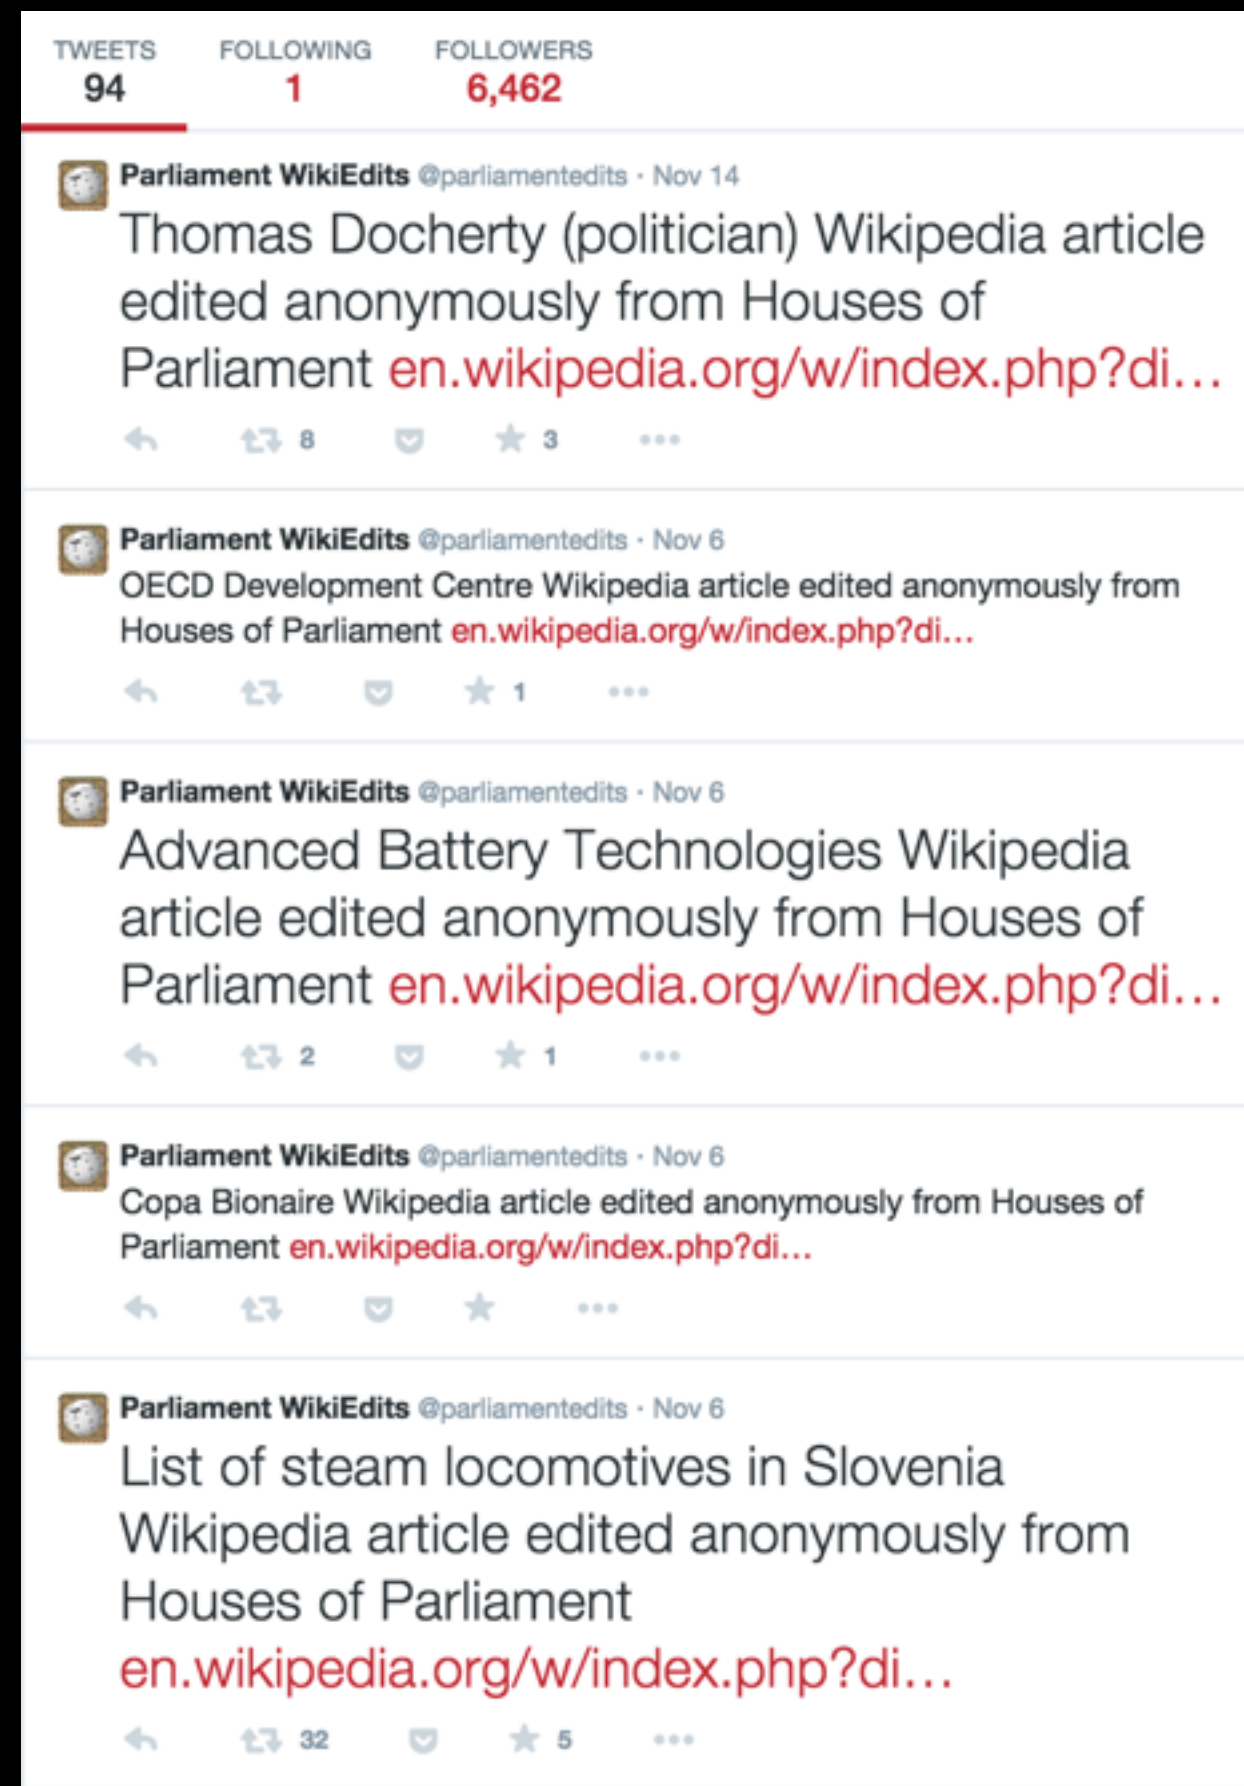 TWEETS FOLLOWING FOLLOWERS
94 1 6,462
Parliament WikiEdits @parliamentedits · Nov 14
Thomas Docherty (politician) Wikipedia article
edited anonymously from Houses of
Parliament en.wikipedia.org/w/index.php?di...
8 3
Parliament WikiEdits @parliamentedits · Nov 6
OECD Development Centre Wikipedia article edited anonymously from
Houses of Parliament en.wikipedia.org/w/index.php?di...
1
Parliament WikiEdits @parliamentedits · Nov 6
Advanced Battery Technologies Wikipedia
article edited anonymously from Houses of
Parliament en.wikipedia.org/w/index.php?di...
2 1
Parliament WikiEdits @parliamentedits · Nov 6
Copa Bionaire Wikipedia article edited anonymously from Houses of
Parliament en.wikipedia.org/w/index.php?di...
Parliament WikiEdits @parliamentedits · Nov 6
List of steam locomotives in Slovenia
Wikipedia article edited anonymously from
Houses of Parliament
en.wikipedia.org/w/index.php?di...
32 5